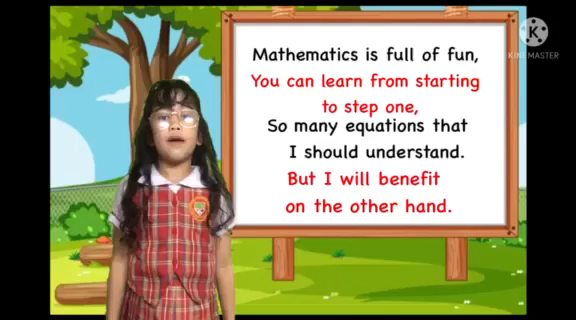 Mathematics is full of fun,
You can learn from starting
to step one,
So many equations that
I should understand.
But I will benefit
on the other hand.
K
KINEMASTER